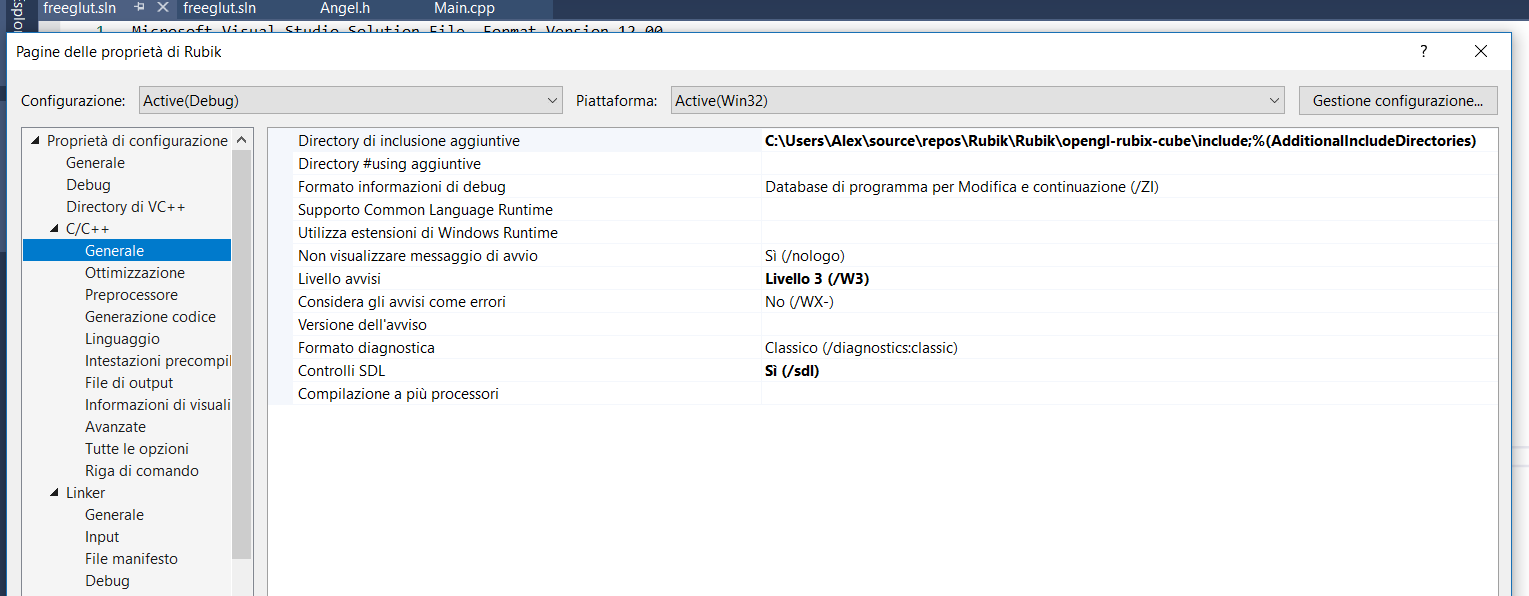 splo
freeglut.sln freeglut.sln Angel.h Main.cpp
1 Microsoft Visual Studio Solution File, Format Version 12.00
Pagine delle proprietà di Rubik ?
Configurazione: Active(Debug) Piattaforma: Active(Win32) Gestione configurazione...
Proprietà di configurazione
Generale
Debug
Directory di VC++
C/C++
Generale
Ottimizzazione
Preprocessore
Generazione codice
Linguaggio
Intestazioni precompil
File di output
Informazioni di visuali
Avanzate
Tutte le opzioni
Riga di comando
Linker
Generale
Input
File manifesto
Debug
Directory di inclusione aggiuntive C:\Users\Alex\source\repos\Rubik\Rubik\opengl-rubix-cube\include;%(AdditionalIncludeDirectories)
Directory #using aggiuntive
Formato informazioni di debug Database di programma per Modifica e continuazione (/ZI)
Supporto Common Language Runtime
Utilizza estensioni di Windows Runtime
Non visualizzare messaggio di avvio Sì (/nologo)
Livello avvisi Livello 3 (/W3)
Considera gli avvisi come errori No (/WX-)
Versione dell'avviso
Formato diagnostica Classico (/diagnostics:classic)
Controlli SDL Sì (/sdl)
Compilazione a più processori